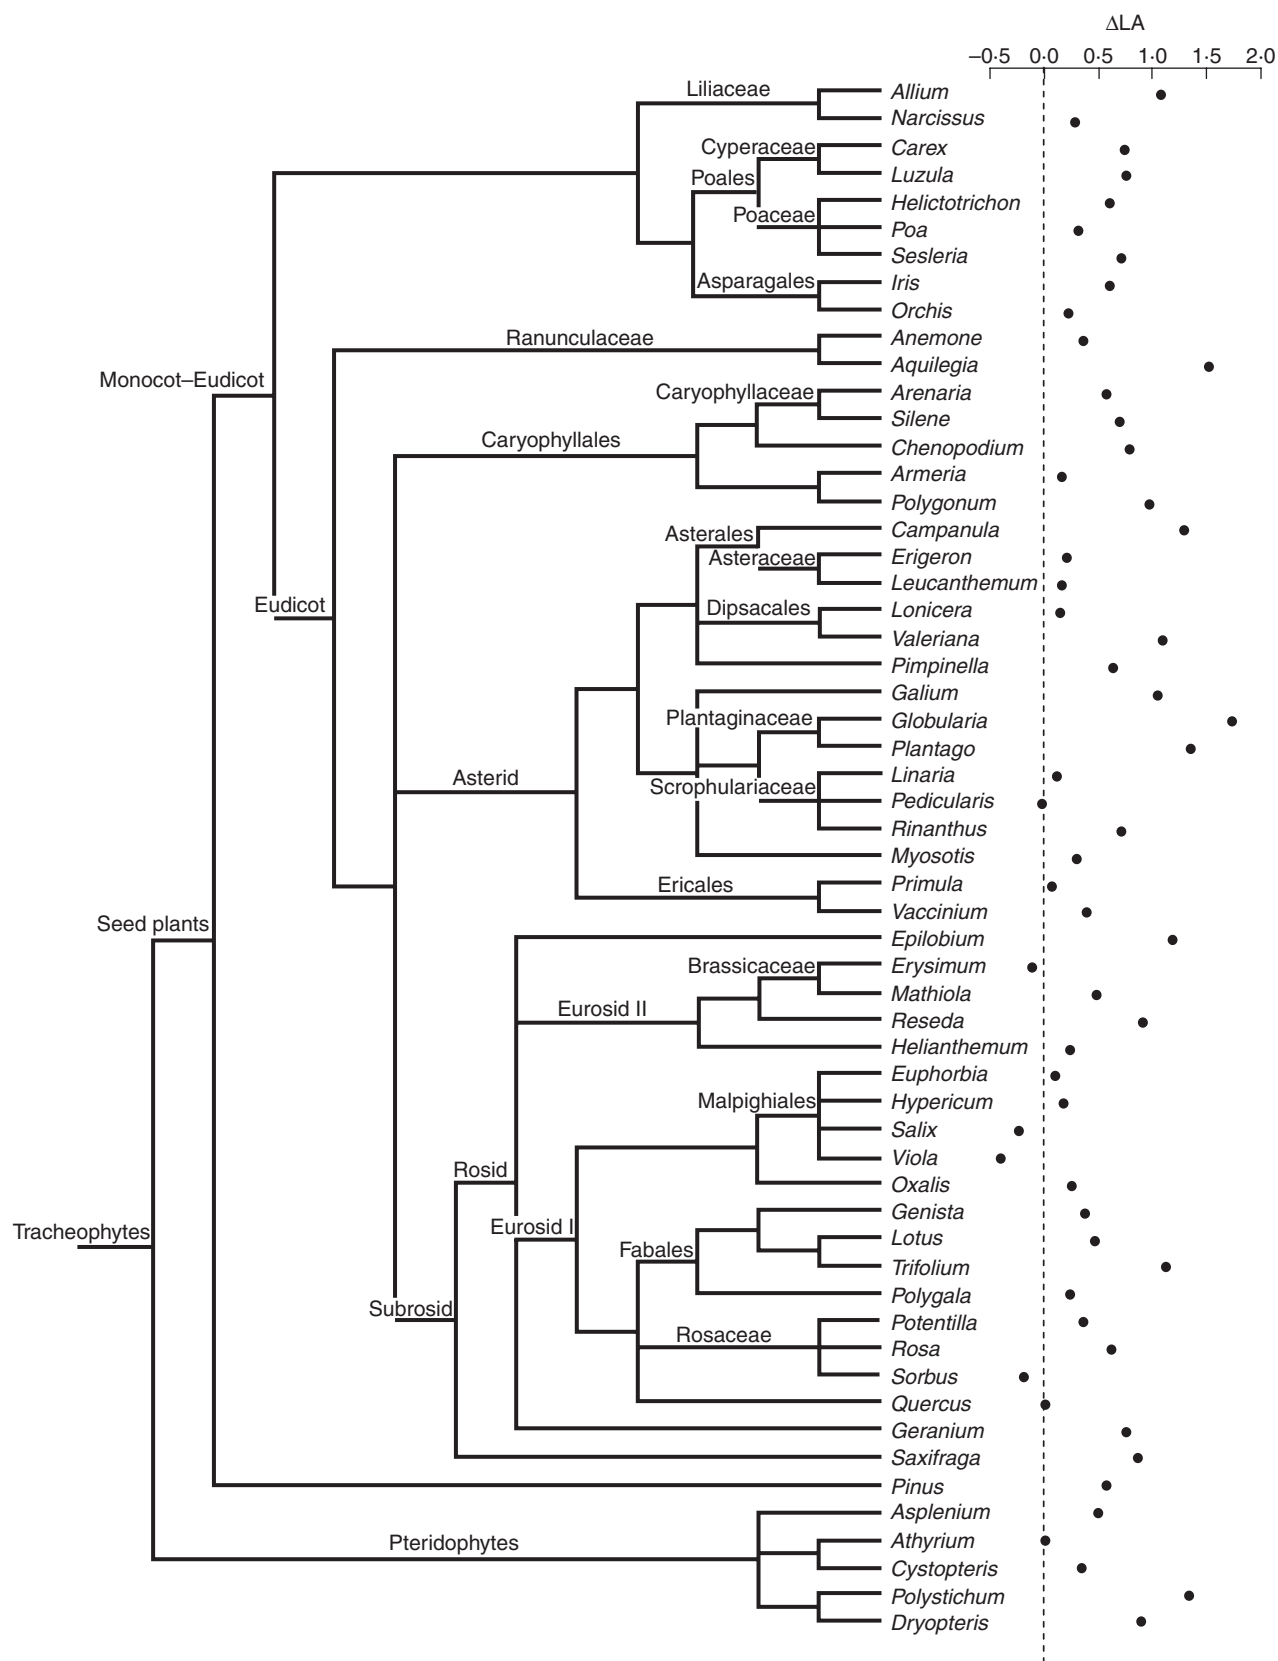 ΔLA
–0·5 0·0 0·5 1·0 1·5 2·0
Liliaceae
Allium
Narcissus
Cyperaceae
Carex
Poales
Luzula
Helictotrichon
Poaceae
Poa
Sesleria
Asparagales
Iris
Orchis
Ranunculaceae
Anemone
Aquilegia
Monocot–Eudicot
Caryophyllaceae
Arenaria
Silene
Caryophyllales
Chenopodium
Armeria
Polygonum
Asterales
Campanula
Asteraceae
Erigeron
Leucanthemum
Eudicot
Dipsacales
Lonicera
Valeriana
Pimpinella
Galium
Plantaginaceae
Globularia
Plantago
Asterid
Scrophulariaceae
Linaria
Pedicularis
Rinanthus
Myosotis
Ericales
Primula
Vaccinium
Seed plants
Epilobium
Brassicaceae
Erysimum
Mathiola
Eurosid II
Reseda
Helianthemum
Euphorbia
Malpighiales
Hypericum
Salix
Viola
Rosid
Oxalis
Tracheophytes
Eurosid I
Genista
Fabales
Lotus
Trifolium
Polygala
Subrosid
Potentilla
Rosaceae
Rosa
Sorbus
Quercus
Geranium
Saxifraga
Pinus
Asplenium
Pteridophytes
Athyrium
Cystopteris
Polystichum
Dryopteris